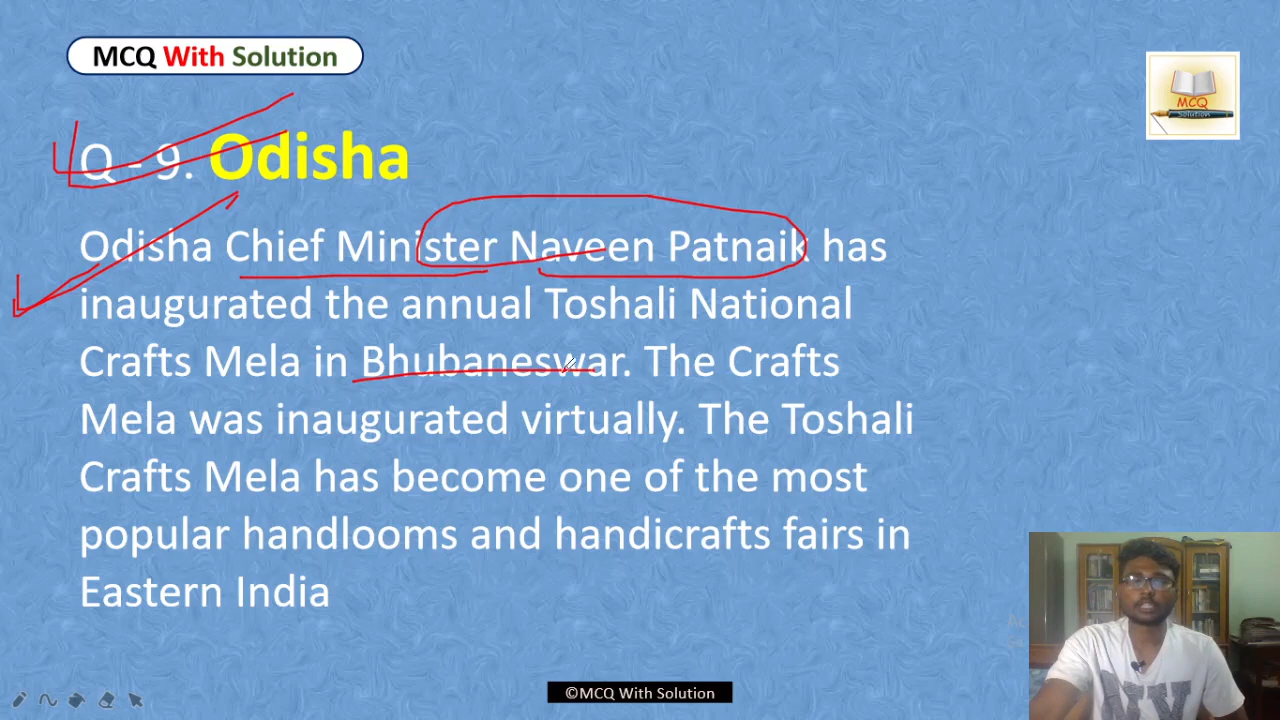 MCQ With Solution
MCQ
Solution
Q - 9. Odisha
Odisha Chief Minister Naveen Patnaik has
inaugurated the annual Toshali National
Crafts Mela in Bhubaneswar. The Crafts
Mela was inaugurated virtually. The Toshali
Crafts Mela has become one of the most
popular handlooms and handicrafts fairs in
Eastern India
©MCQ With Solution